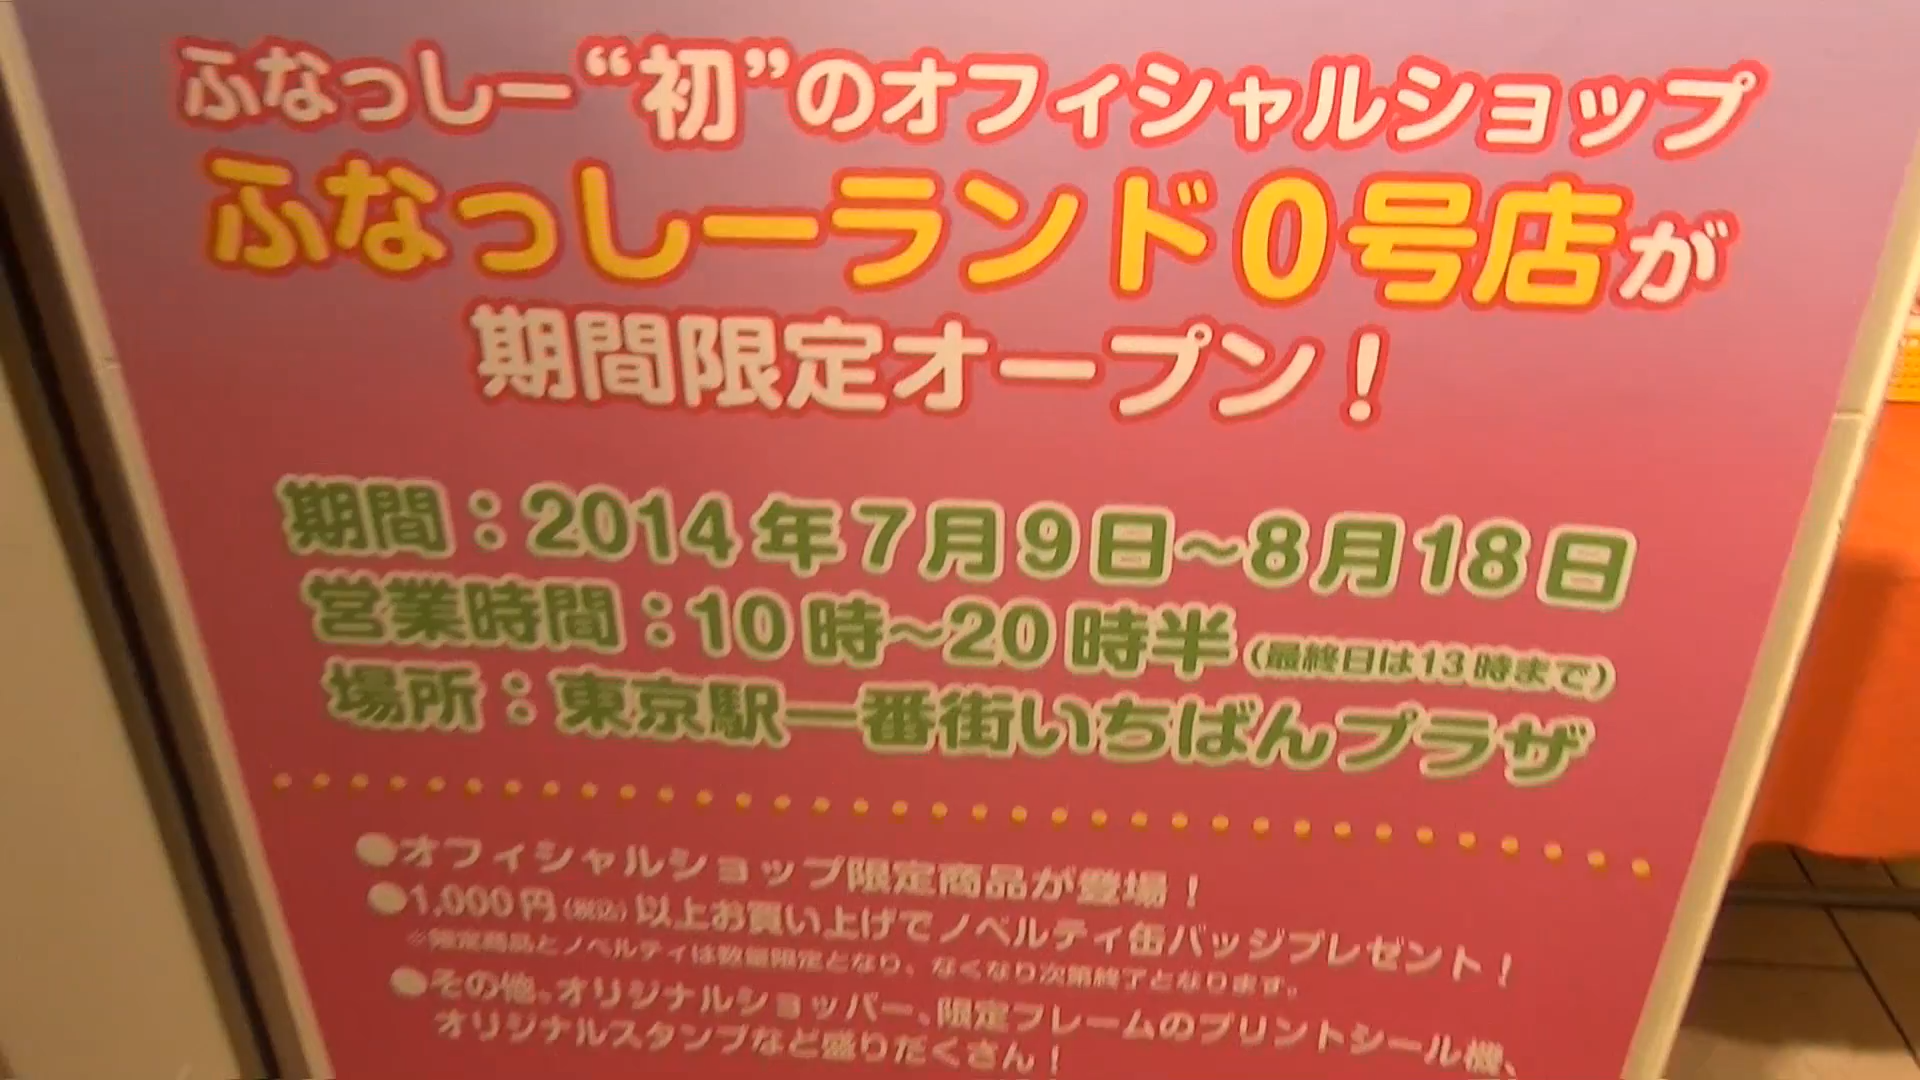 ふなっしー“初”のオフィシャルショップ
ふなっしーランド0号店が
期間限定オープン！
期間：2014年7月9日～8月18日
営業時間：10時～20時半（最終日は13時まで）
場所：東京駅一番街いちばんプラザ
●オフィシャルショップ限定商品が登場！
●1,000円（税込）以上お買い上げでノベルティ缶バッジプレゼント！
※限定商品とノベルティは数量限定となり、なくなり次第終了となります。
●その他、オリジナルショッパー、限定フレームのプリントシール機、
オリジナルスタンプなど盛りだくさん！